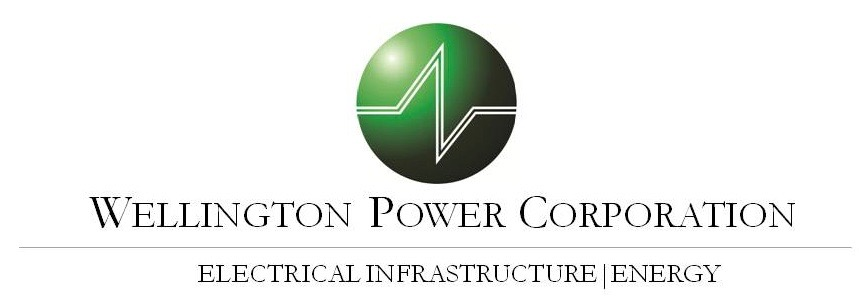 WELLINGTON POWER CORPORATION
ELECTRICAL INFRASTRUCTURE|ENERGY